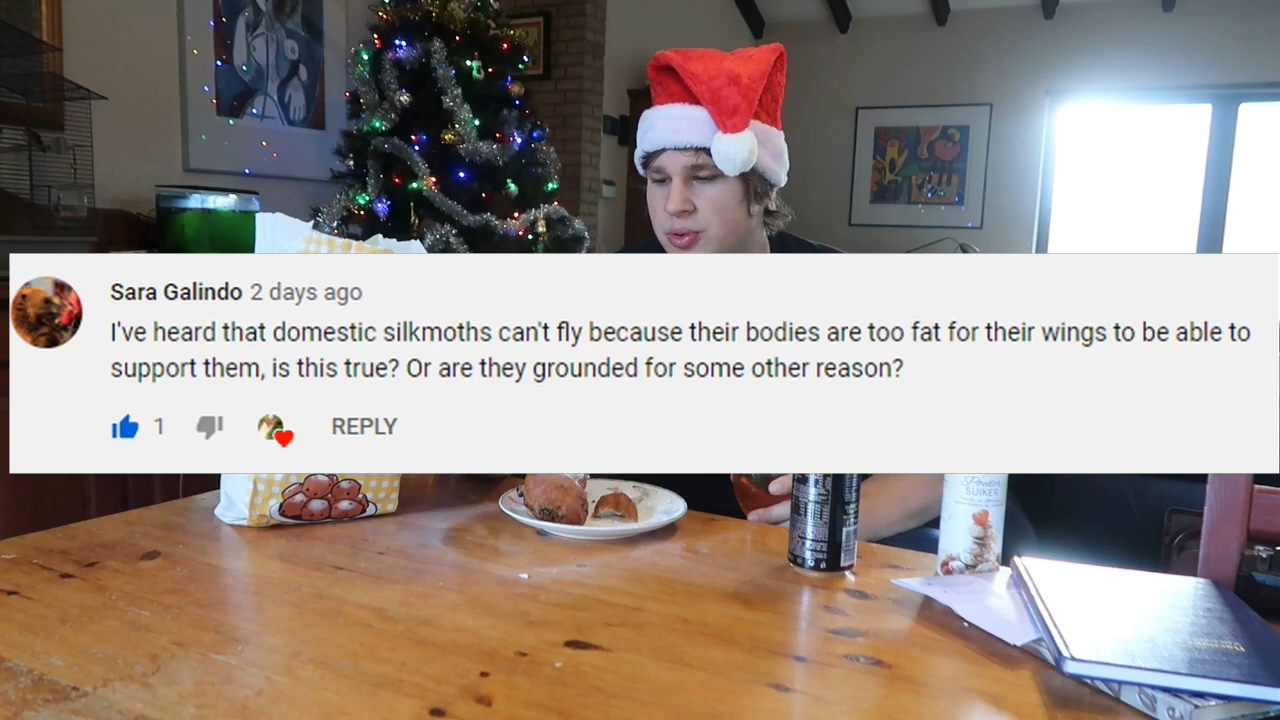 Sara Galindo 2 days ago
I've heard that domestic silkmoths can't fly because their bodies are too fat for their wings to be able to
support them, is this true? Or are they grounded for some other reason?
1 REPLY
Poeder
SUIKER